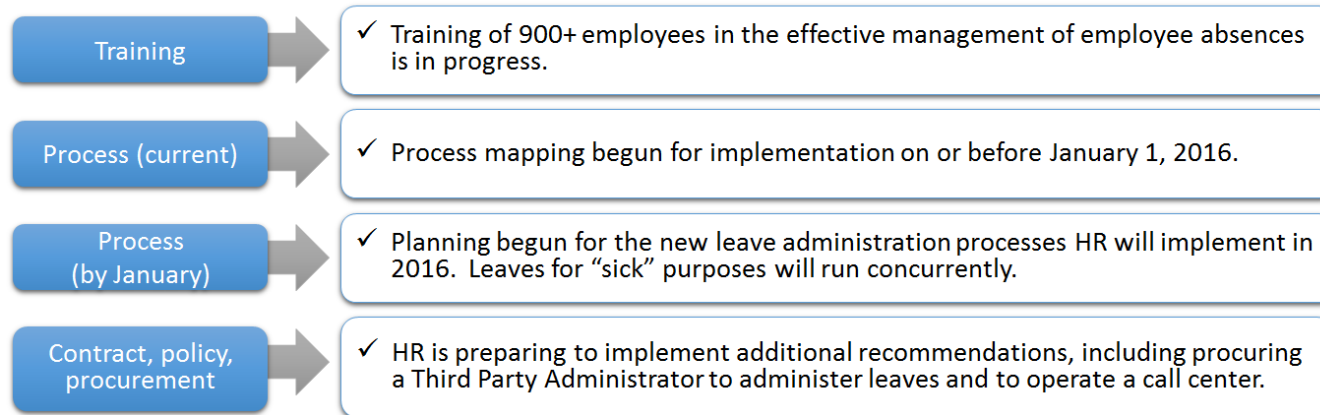 Training
✓ Training of 900+ employees in the effective management of employee absences
is in progress.
Process (current)
✓ Process mapping begun for implementation on or before January 1, 2016.
Process
(by January)
✓ Planning begun for the new leave administration processes HR will implement in
2016.  Leaves for “sick” purposes will run concurrently.
Contract, policy,
procurement
✓ HR is preparing to implement additional recommendations, including procuring
a Third Party Administrator to administer leaves and to operate a call center.